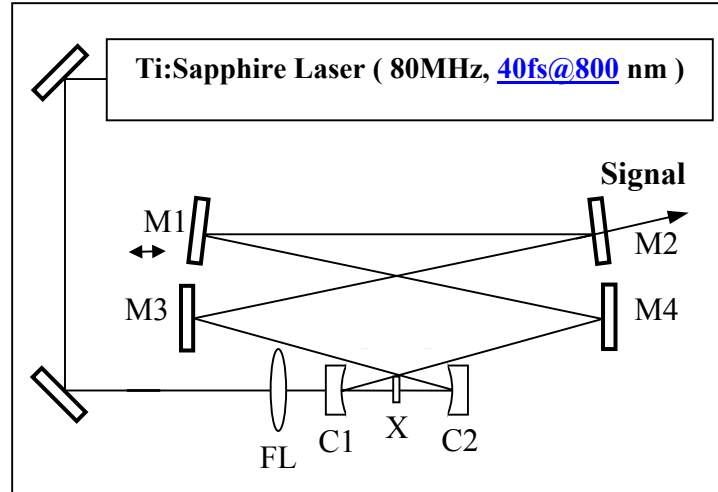 Ti:Sapphire Laser ( 80MHz, 40fs@800 nm )
Signal
M1
M2
M3
M4
FL
C1
X
C2